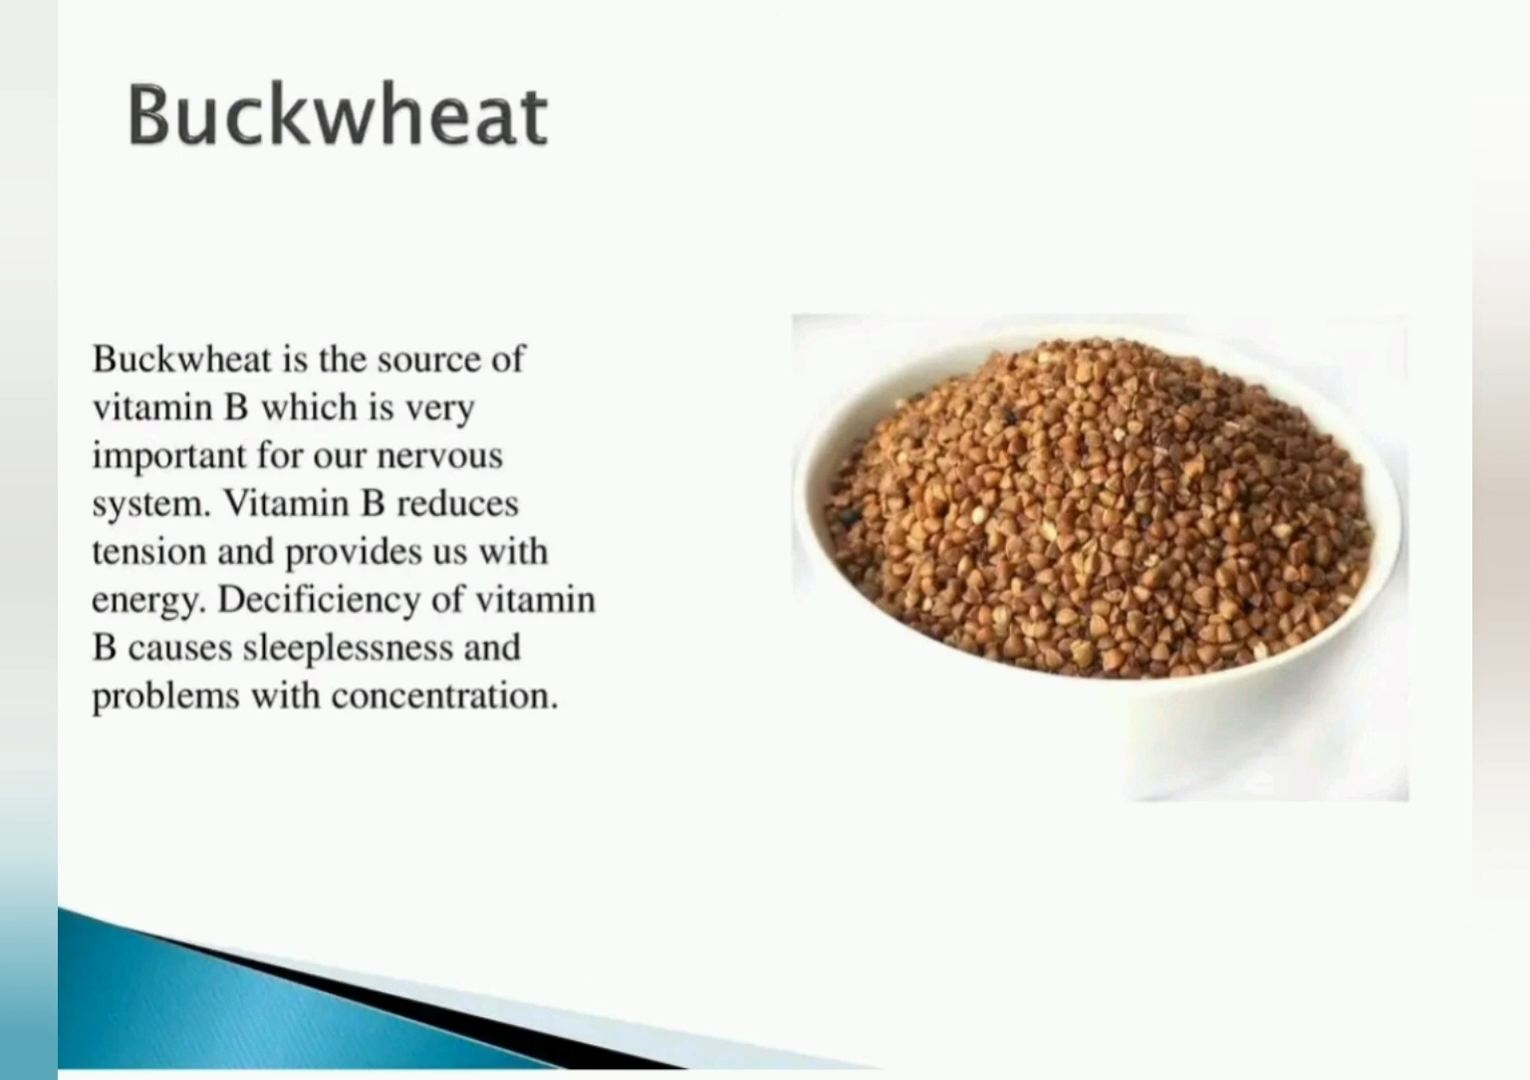 Buckwheat
Buckwheat is the source of
vitamin B which is very
important for our nervous
system. Vitamin B reduces
tension and provides us with
energy. Decificiency of vitamin
B causes sleeplessness and
problems with concentration.